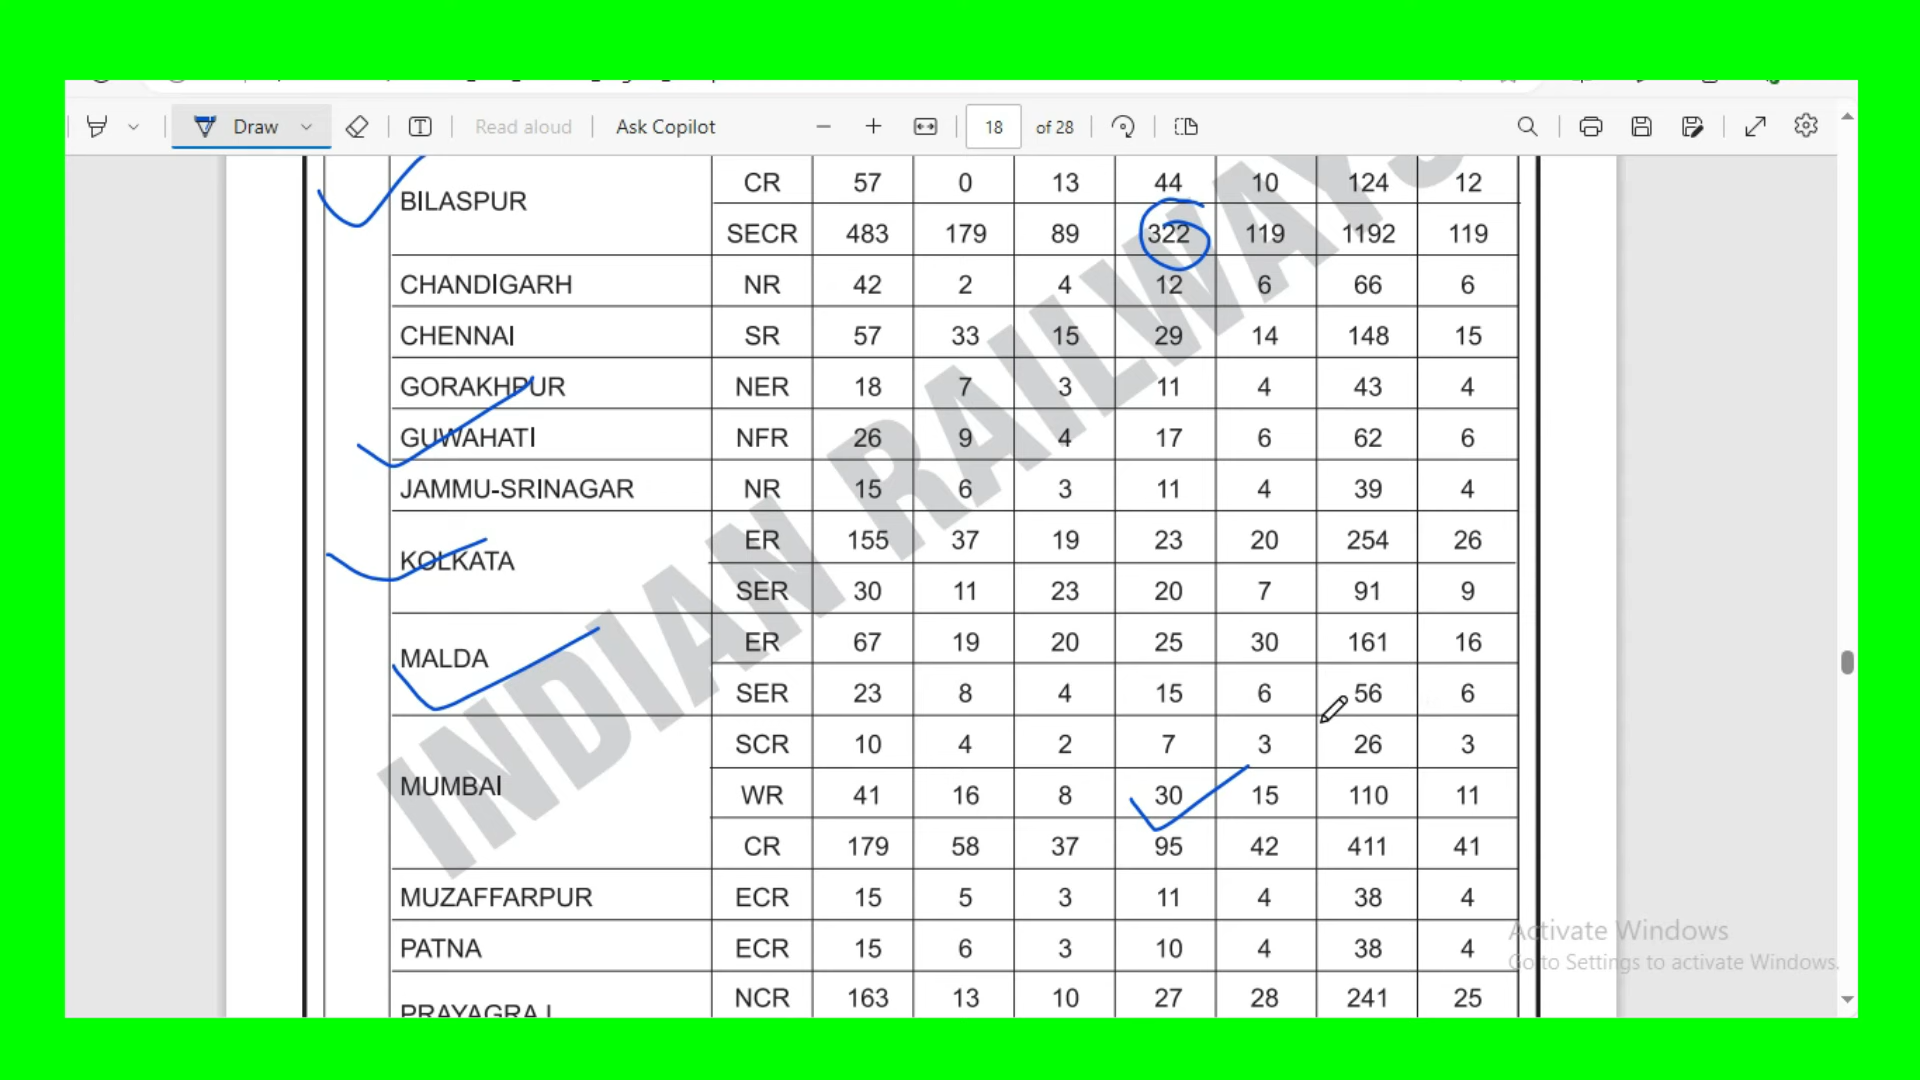 Draw
Read aloud
Ask Copilot
18 of 28
BILASPUR
CR 57 0 13 44 10 124 12
SECR 483 179 89 322 119 1192 119
CHANDIGARH NR 42 2 4 12 6 66 6
CHENNAI SR 57 33 15 29 14 148 15
GORAKHPUR NER 18 7 3 11 4 43 4
GUWAHATI NFR 26 9 4 17 6 62 6
JAMMU-SRINAGAR NR 15 6 3 11 4 39 4
KOLKATA
ER 155 37 19 23 20 254 26
SER 30 11 23 20 7 91 9
MALDA
ER 67 19 20 25 30 161 16
SER 23 8 4 15 6 56 6
MUMBAI
SCR 10 4 2 7 3 26 3
WR 41 16 8 30 15 110 11
CR 179 58 37 95 42 411 41
MUZAFFARPUR ECR 15 5 3 11 4 38 4
PATNA ECR 15 6 3 10 4 38 4
PRAYAGRAJ
NCR 163 13 10 27 28 241 25
INDIAN RAILWAYS
Activate Windows
Go to Settings to activate Windows.